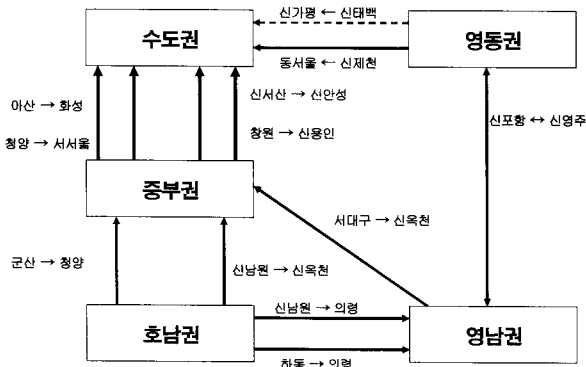 신가평 ← 신태백
수도권
영동권
동서울 ← 신제천
아산 → 화성
신서산 → 신안성
청양 → 서서울
창원 → 신용인
신포항 ↔ 신영주
중부권
서대구 → 신옥천
군산 → 청양
신남원 → 신옥천
신남원 → 의령
호남권
영남권
하동 → 의령